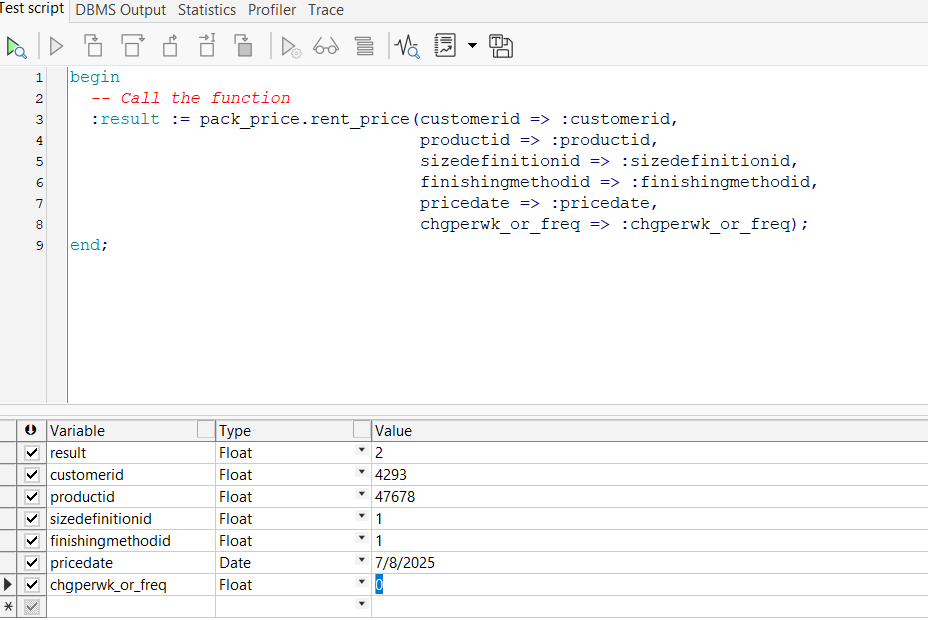 Test script DBMS Output Statistics Profiler Trace
1 begin
2 -- Call the function
3 :result := pack_price.rent_price(customerid => :customerid,
4 productid => :productid,
5 sizedefinitionid => :sizedefinitionid,
6 finishingmethodid => :finishingmethodid,
7 pricedate => :pricedate,
8 chgperwk_or_freq => :chgperwk_or_freq);
9 end;
Variable Type Value
result Float 2
customerid Float 4293
productid Float 47678
sizedefinitionid Float 1
finishingmethodid Float 1
pricedate Date 7/8/2025
chgperwk_or_freq Float 0
*